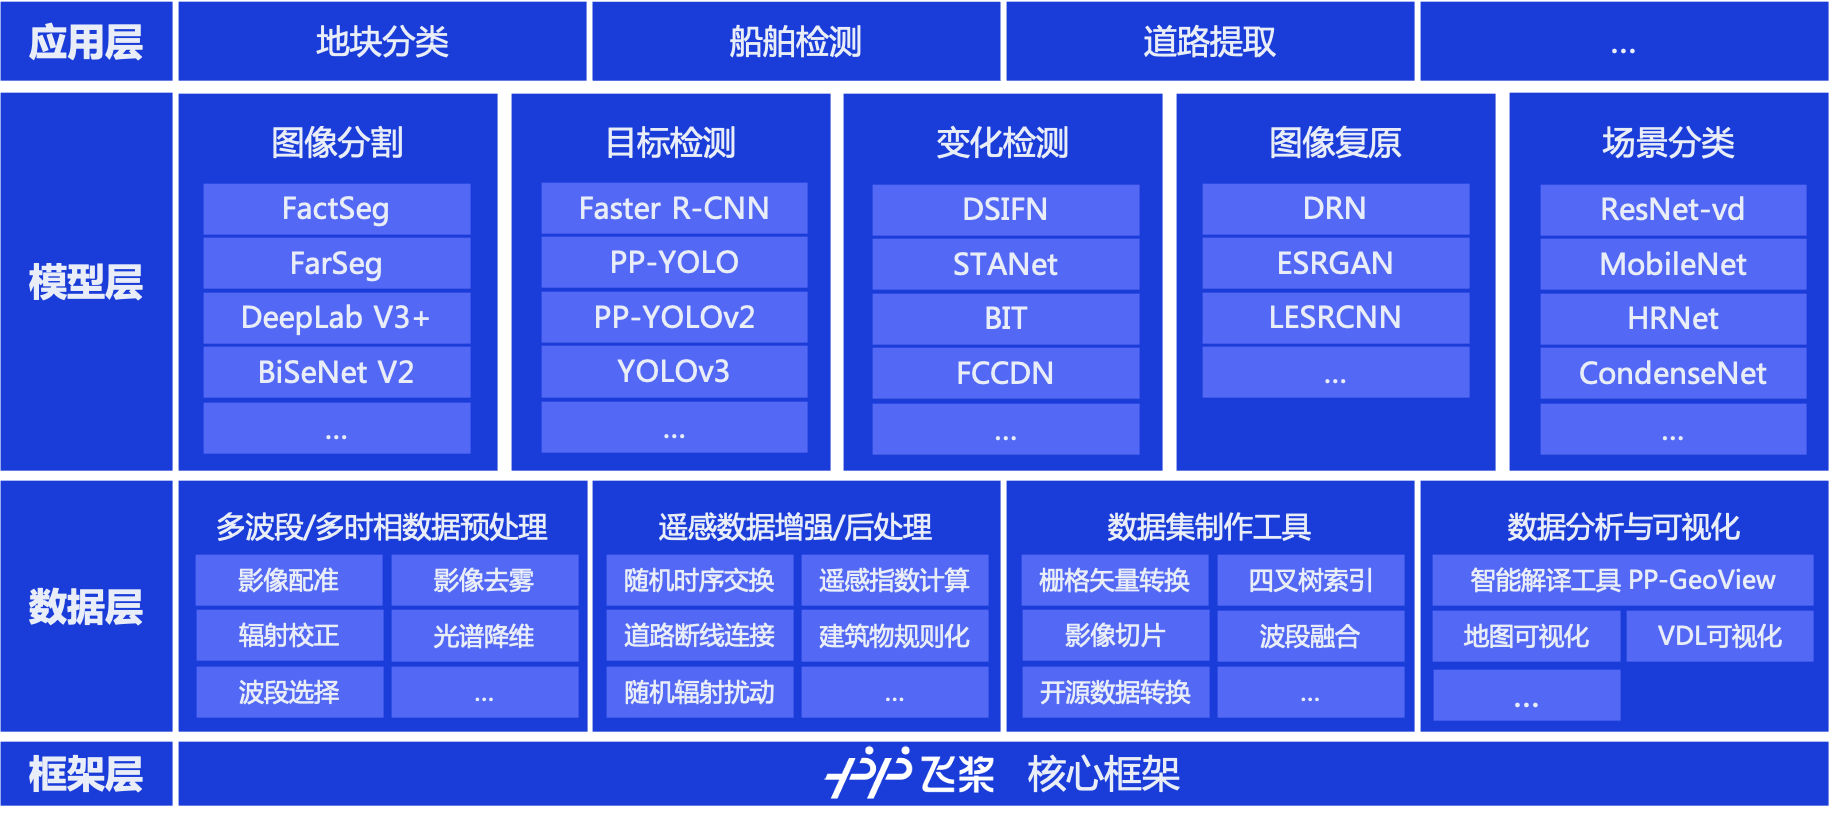 应用层
地块分类
船舶检测
道路提取
...
模型层
图像分割
FactSeg
FarSeg
DeepLab V3+
BiSeNet V2
...
目标检测
Faster R-CNN
PP-YOLO
PP-YOLOv2
YOLOv3
...
变化检测
DSIFN
STANet
BIT
FCCDN
...
图像复原
DRN
ESRGAN
LESRCNN
...
场景分类
ResNet-vd
MobileNet
HRNet
CondenseNet
...
数据层
多波段/多时相数据预处理
影像配准
影像去雾
辐射校正
光谱降维
波段选择
...
遥感数据增强/后处理
随机时序交换
遥感指数计算
道路断线连接
建筑物规则化
随机辐射扰动
...
数据集制作工具
栅格矢量转换
四叉树索引
影像切片
波段融合
开源数据转换
...
数据分析与可视化
智能解译工具 PP-GeoView
地图可视化
VDL可视化
...
框架层
飞桨 核心框架